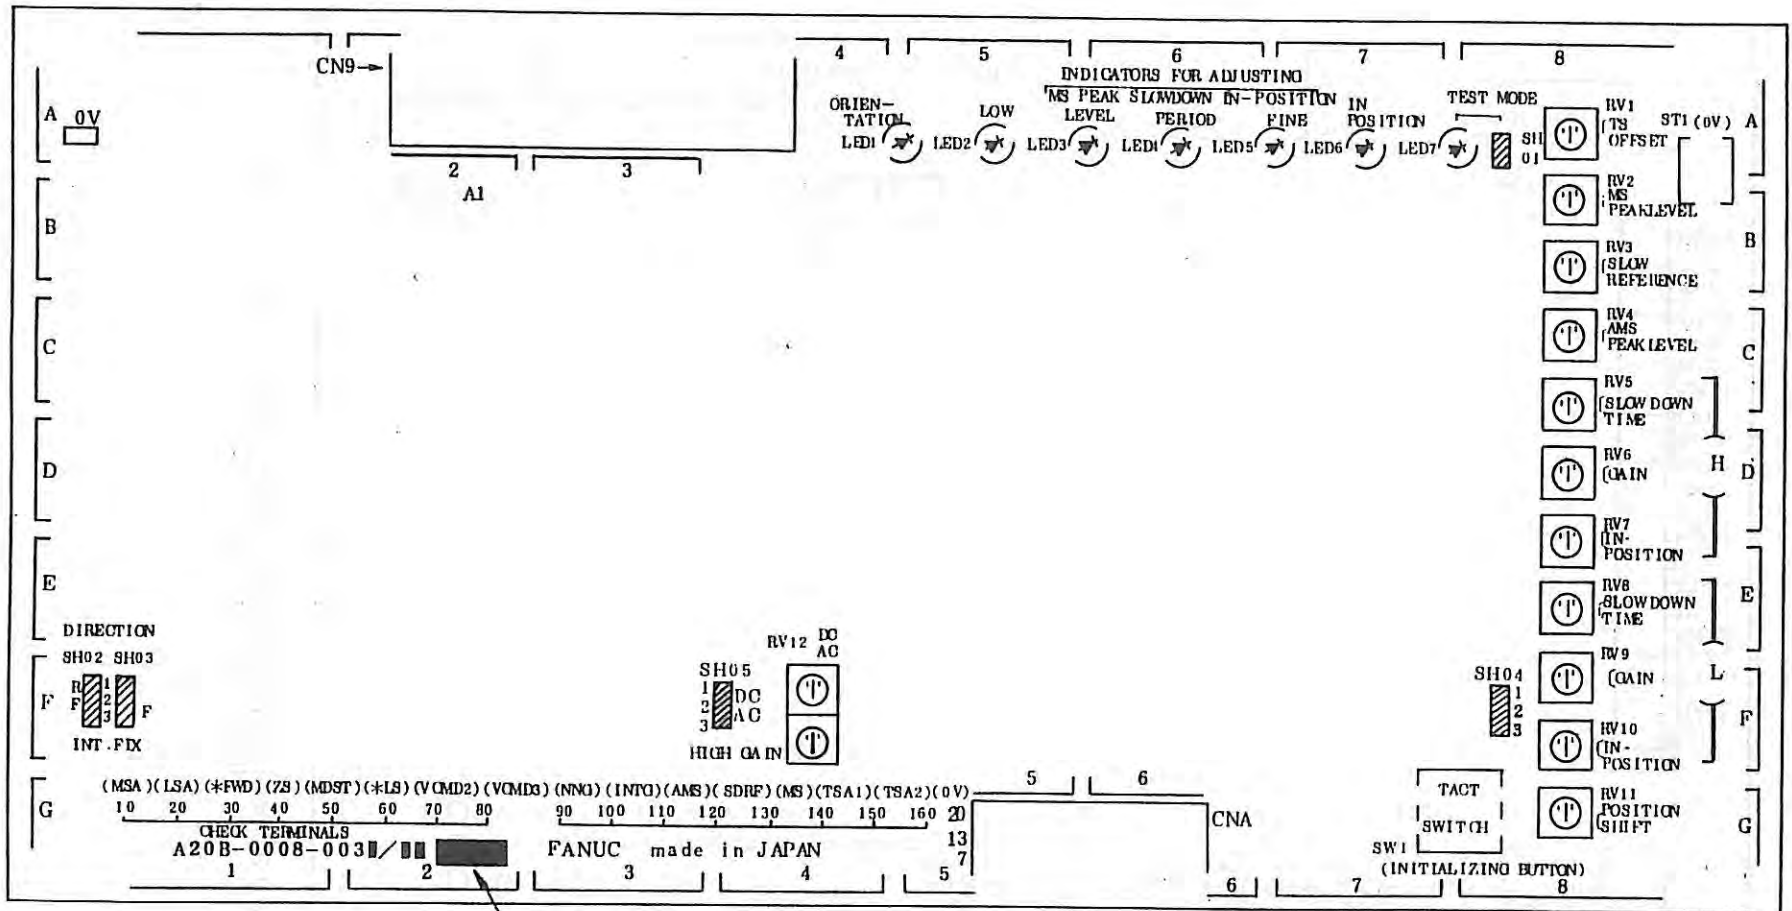 4 5 6 7 8
CN9→
INDICATORS FOR ADJUSTING
MS PEAK SLOWDOWN IN-POSITION
ORIEN-
TATION
LOW
LEVEL
PERIOD
FINE
IN
POSITION
TEST MODE
LED1 LED2 LED3 LED5 LED6 LED7
SH
01
RV1
TS
OFFSET
ST1 (0V)
A 0V
A
2 3
A1
RV2
MS
PEAKLEVEL
B
B
RV3
SLOW
REFERENCE
RV4
AMS
PEAK LEVEL
C
C
RV5
SLOW DOWN
TIME
H
D
D
RV6
GAIN
RV7
IN-
POSITION
E
E
RV8
SLOWDOWN
TIME
DIRECTION
SH02 SH03
R 1
F 2
3 F
INT.FIX
F
F
RV12 DC
AC
SH05
1 DC
2 AC
3
HIGH GAIN
SH04
1
2
3
RV9
GAIN
L
RV10
IN-
POSITION
5 6
G
G
(MSA)(LSA)(*FWD)(ZS)(MDST)(*LS)(VCMD2)(VCMD3)(NNG)(INTG)(AMS)(SDRF)(MS)(TSA1)(TSA2)(0V)
10 20 30 40 50 60 70 80 90 100 110 120 130 140 150 160 20
13
7
CHECK TERMINALS
A20B-0008-003 / FANUC made in JAPAN
CNA
TACT
SWITCH
SW1
(INITIALIZING BUTTON)
RV11
POSITION
SHIFT
1 2 3 4 5 6 7 8